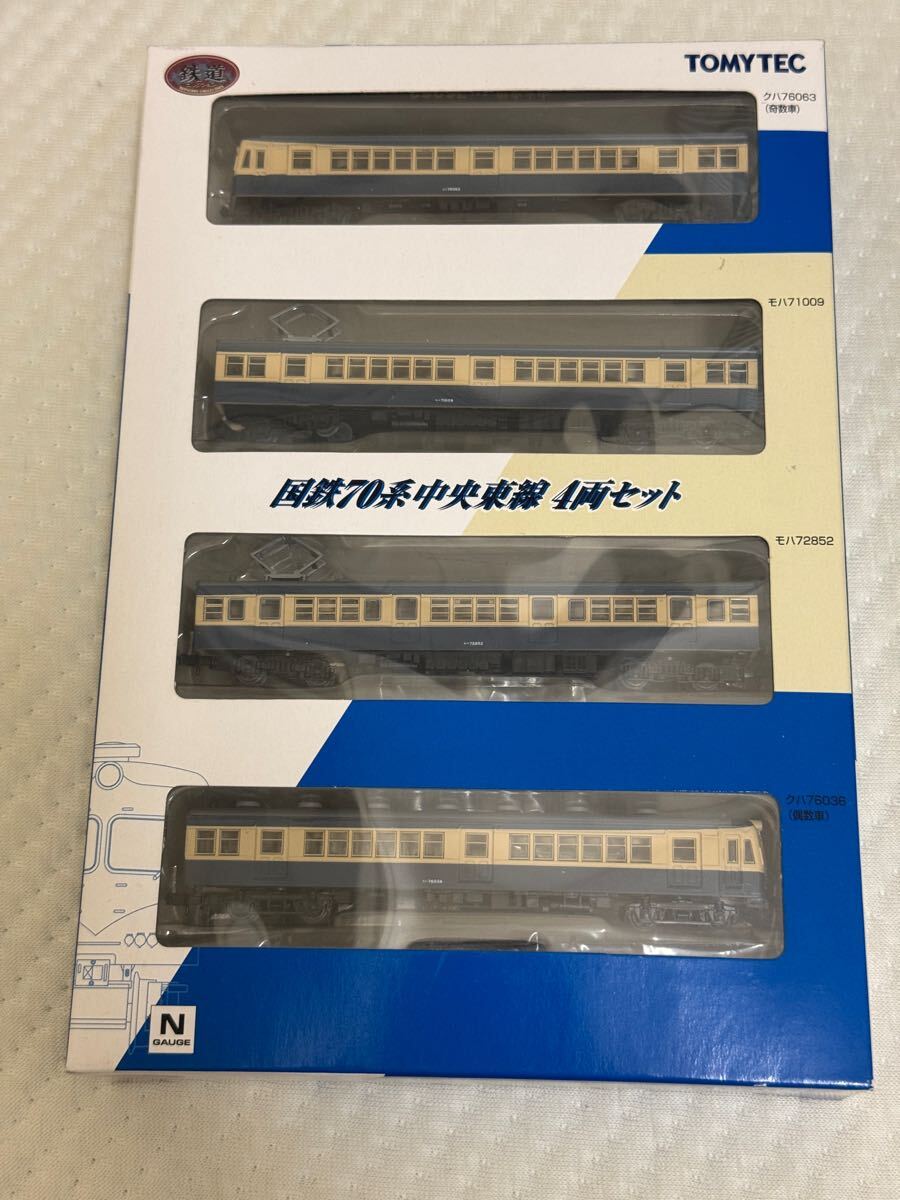 鉄道
TOMYTEC
クハ76063
(奇数車)
モハ71009
国鉄70系中央東線 4両セット
モハ72852
クハ76036
(偶数車)
N
GAUGE